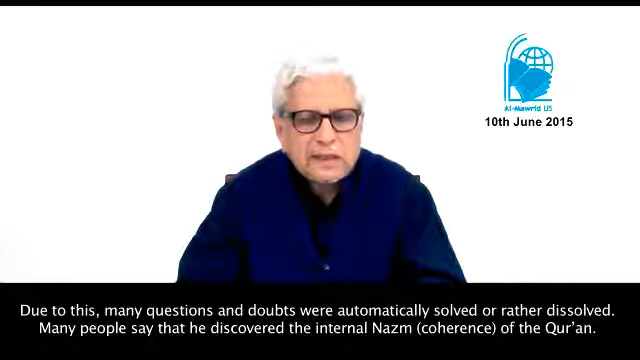 Al-Mawrid US
10th June 2015
Due to this, many questions and doubts were automatically solved or rather dissolved.
Many people say that he discovered the internal Nazm (coherence) of the Qur'an.